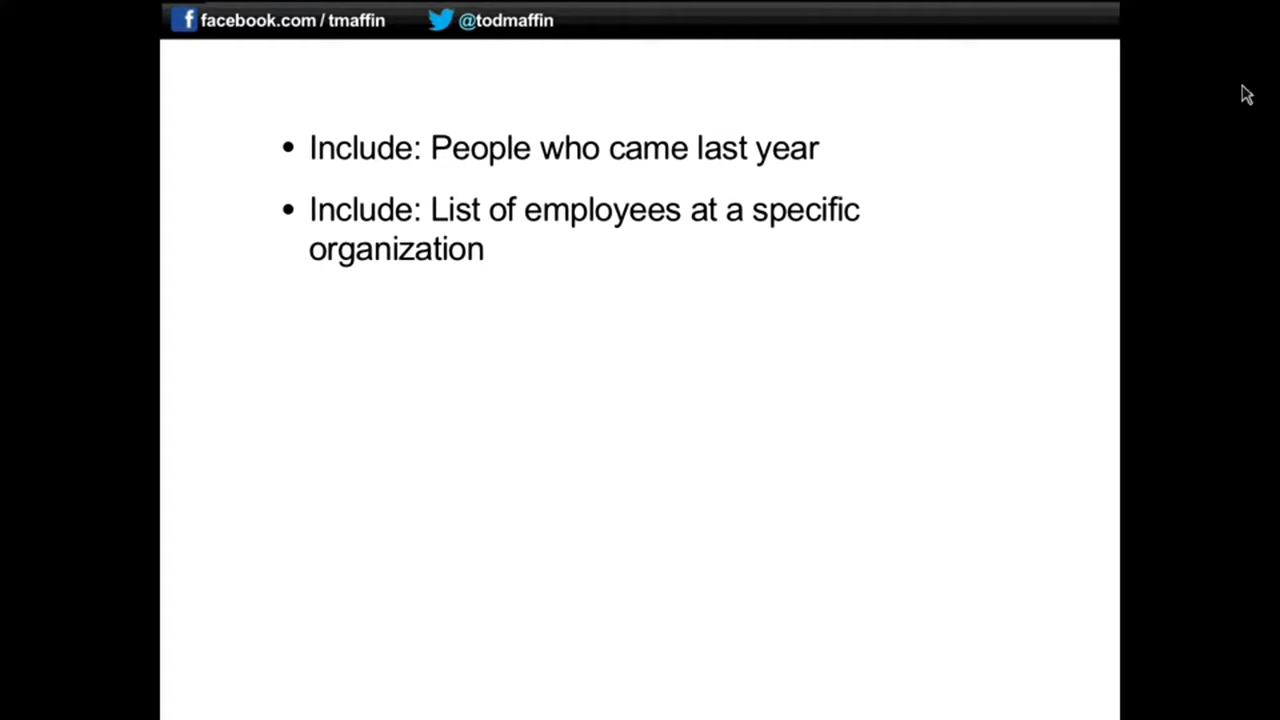 facebook.com / tmaffin @todmaffin
• Include: People who came last year
• Include: List of employees at a specific
organization